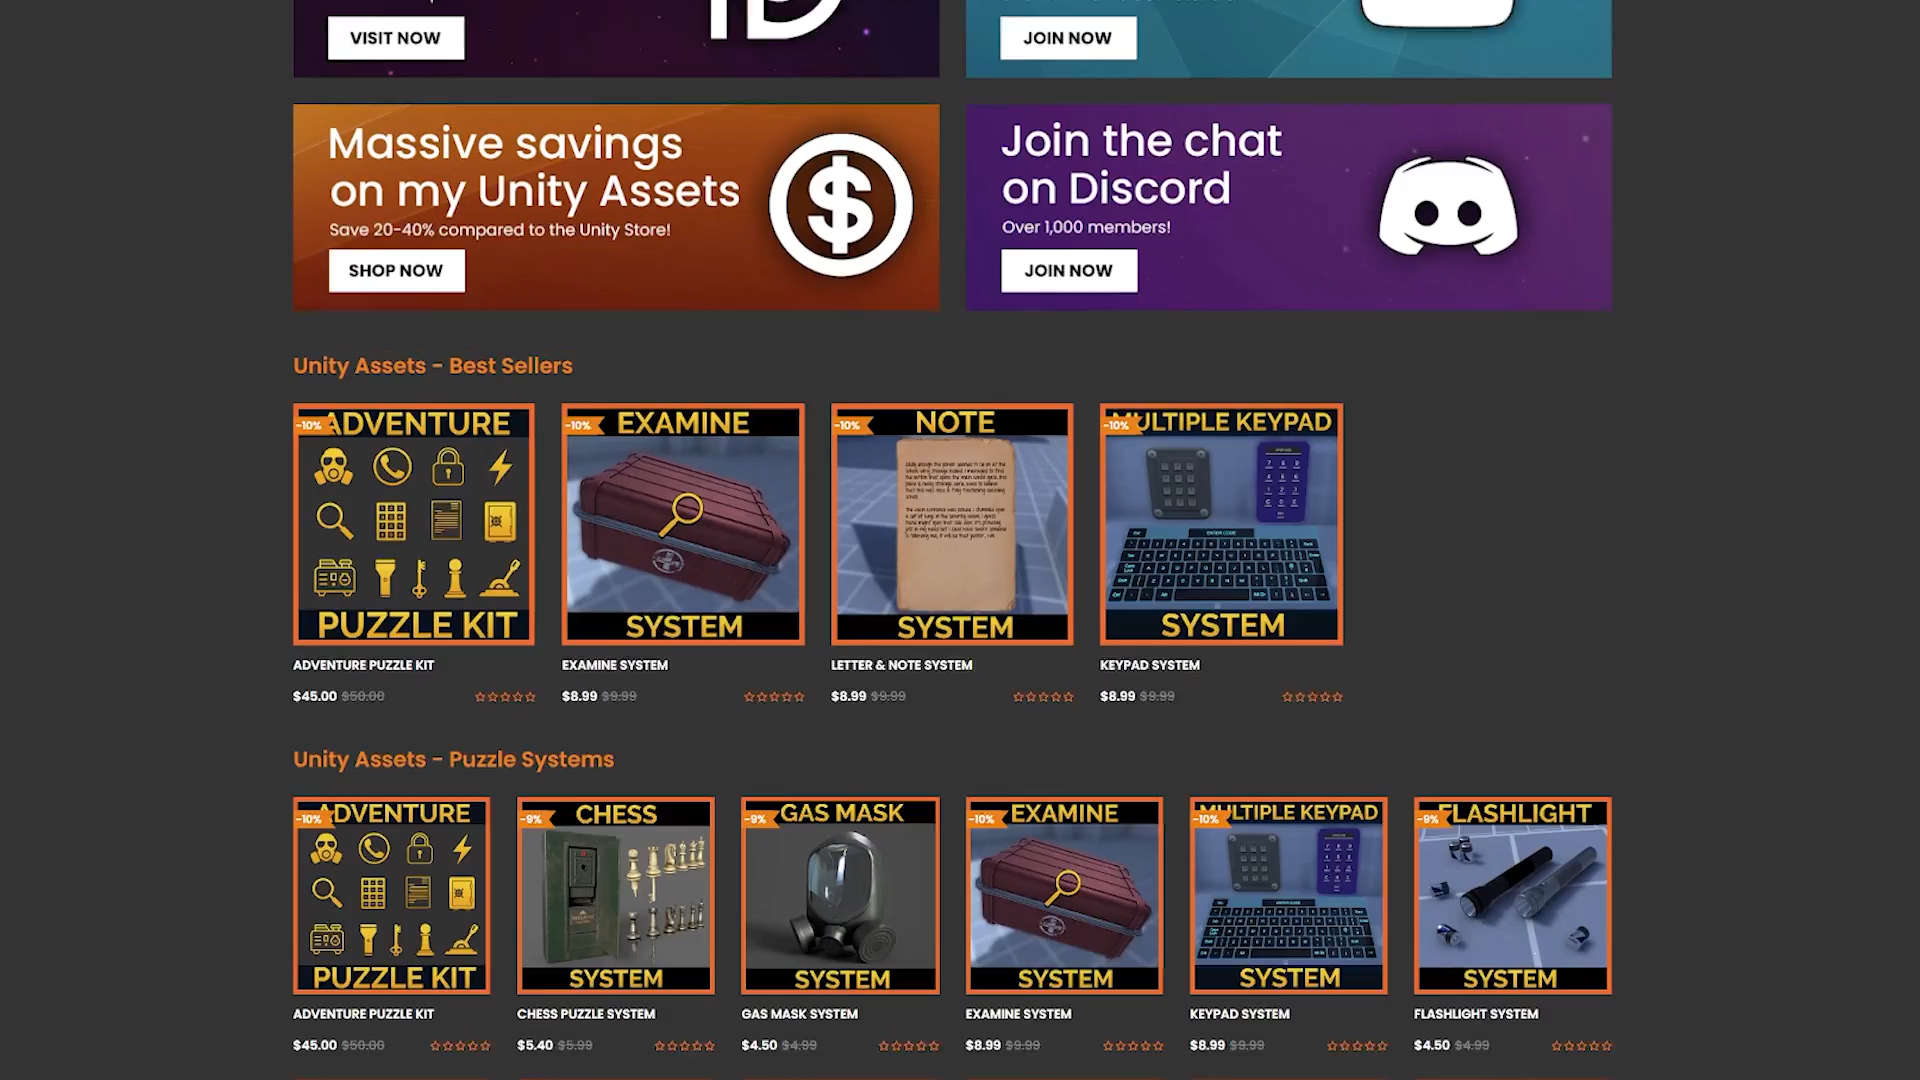 VISIT NOW
JOIN NOW
Massive savings
on my Unity Assets
Save 20-40% compared to the Unity Store!
SHOP NOW
Join the chat
on Discord
Over 1,000 members!
JOIN NOW
Unity Assets - Best Sellers
-10%
ADVENTURE
PUZZLE KIT
-10%
EXAMINE
SYSTEM
-10%
NOTE
SYSTEM
-10%
MULTIPLE KEYPAD
ENTER CODE
SYSTEM
ADVENTURE PUZZLE KIT
EXAMINE SYSTEM
LETTER & NOTE SYSTEM
KEYPAD SYSTEM
$45.00 $50.00
$8.99 $9.99
$8.99 $9.99
$8.99 $9.99
Unity Assets - Puzzle Systems
-10%
ADVENTURE
PUZZLE KIT
-9%
CHESS
SYSTEM
-9%
GAS MASK
SYSTEM
-10%
EXAMINE
SYSTEM
-10%
MULTIPLE KEYPAD
SYSTEM
-9%
FLASHLIGHT
SYSTEM
ADVENTURE PUZZLE KIT
CHESS PUZZLE SYSTEM
GAS MASK SYSTEM
EXAMINE SYSTEM
KEYPAD SYSTEM
FLASHLIGHT SYSTEM
$45.00 $50.00
$5.40 $5.99
$4.50 $4.99
$8.99 $9.99
$8.99 $9.99
$4.50 $4.99